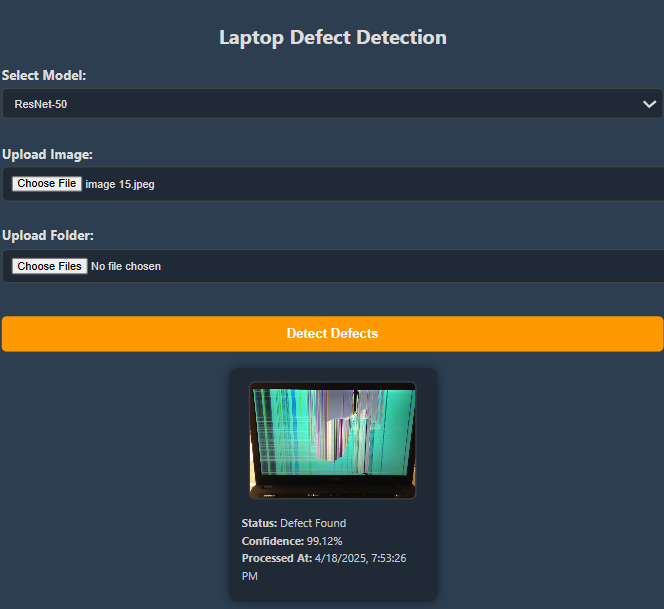 Laptop Defect Detection
Select Model:
ResNet-50
Upload Image:
Choose File image 15.jpeg
Upload Folder:
Choose Files No file chosen
Detect Defects
Status: Defect Found
Confidence: 99.12%
Processed At: 4/18/2025, 7:53:26
PM